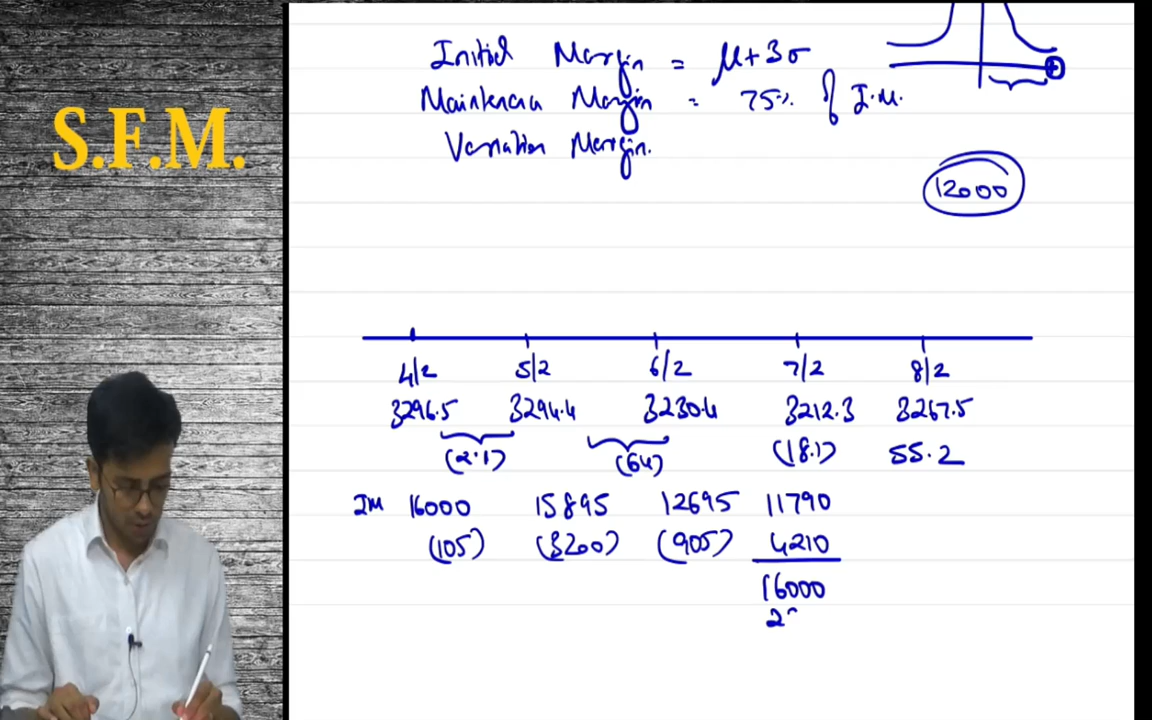 Initial Margin = μ+3σ
Maintenance Margin = 75% of I.M.
S.F.M.
Variation Margin.
12000
4/2 5/2 6/2 7/2 8/2
3296.5 3294.4 3230.4 3212.3 3267.5
(2.1) (64) (18.1) 55.2
IM 16000 15895 12695 11790
(105) (3200) (905) 4210
16000
2